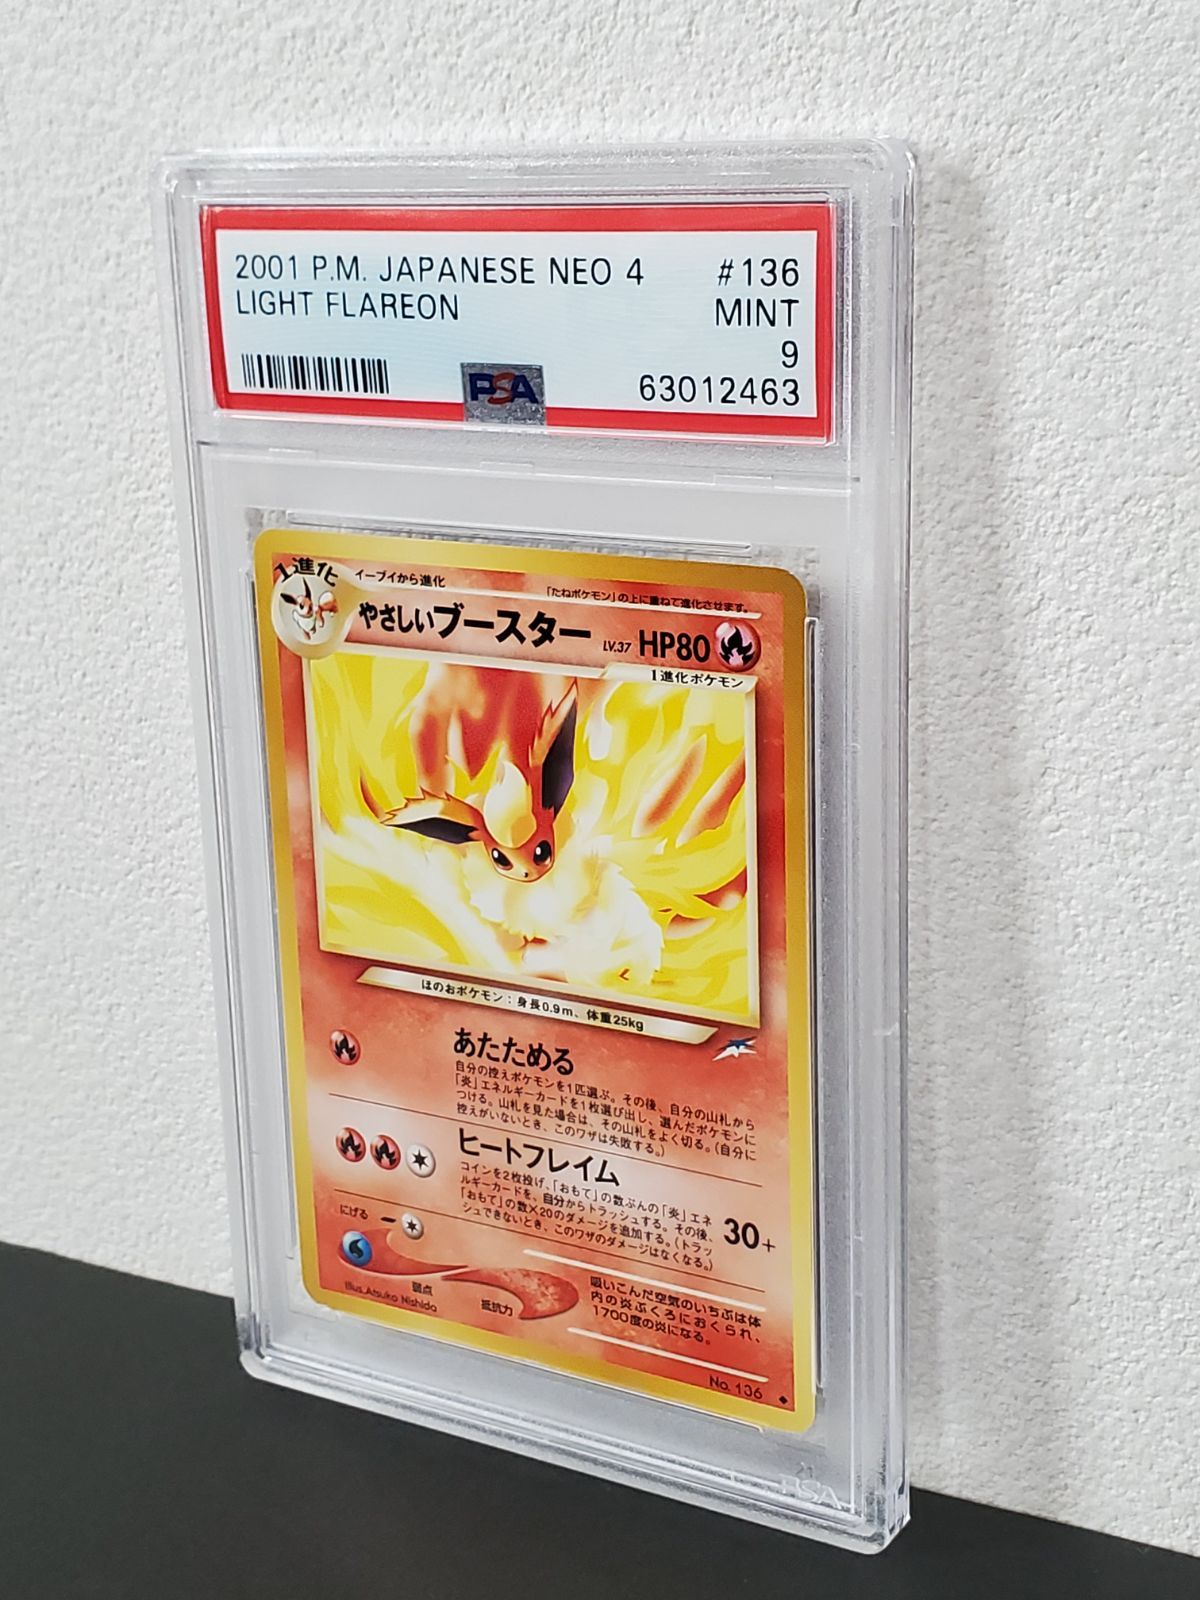 2001 P.M. JAPANESE NEO 4 #136
LIGHT FLAREON MINT
9
PSA 63012463
1進化
イーブイから進化
「たねポケモン」の上に重ねて進化させます。
やさしいブースター LV.37 HP80
1進化ポケモン
ほのおポケモン：身長0.9m、体重25kg
あたためる
自分の控えポケモンを1匹選ぶ。その後、自分の山札から
「炎」エネルギーカードを1枚選び出し、選んだポケモンに
つける。山札を見た場合は、その山札をよく切る。(自分に
控えがいないとき、このワザは失敗する。)
ヒートフレイム
コインを2枚投げ、「おもて」の数ぶんの「炎」エネ
ルギーカードを、自分からトラッシュする。その後、
「おもて」の数×20のダメージを追加する。(トラッ
シュできないとき、このワザのダメージはなくなる。)
30+
にげる
弱点
抵抗力
吸いこんだ空気のいちぶは体
内の炎ぶくろにおくられ、
1700度の炎になる。
Illus. Atsuko Nishida
No. 136
PSA